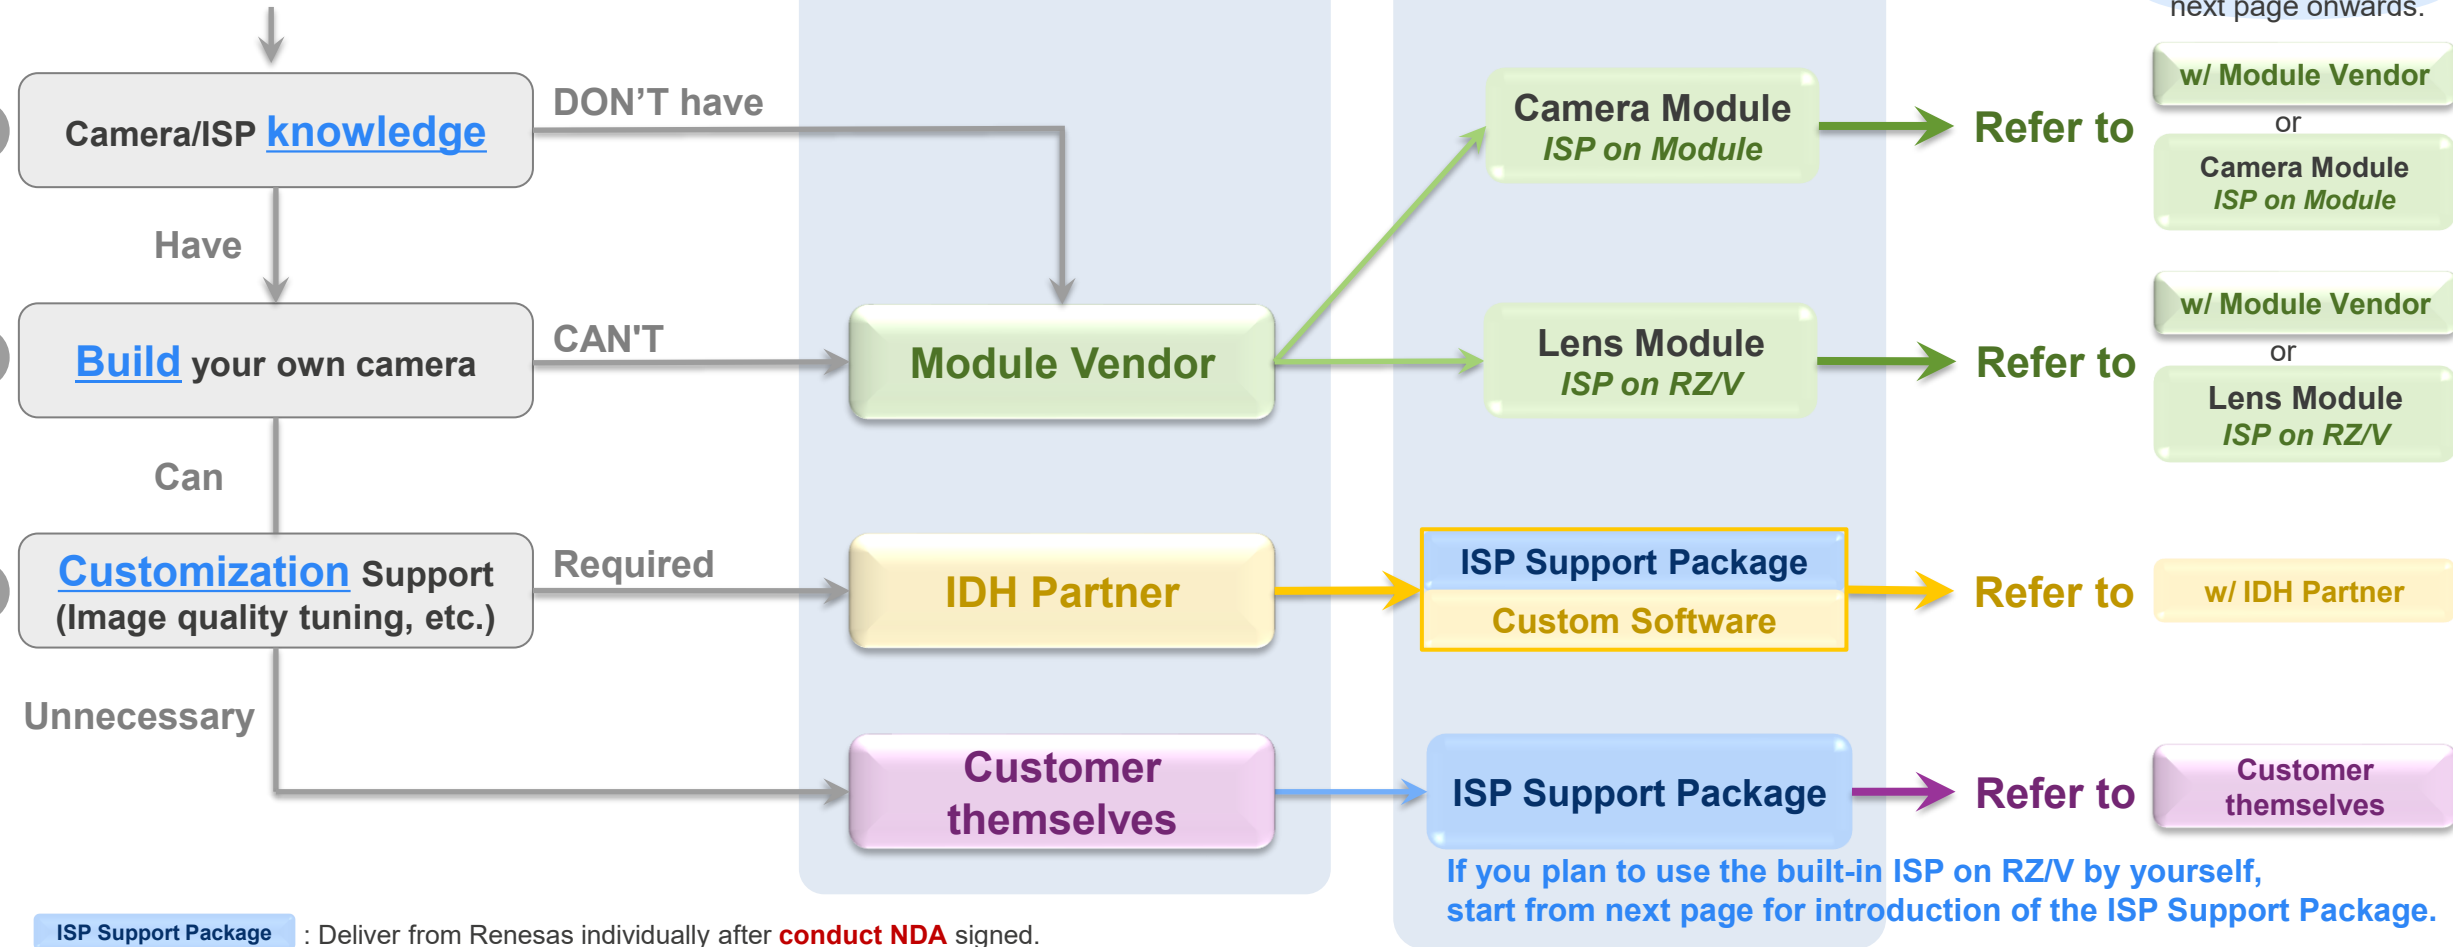 next page onwards.
Camera/ISP knowledge
DON'T have
Have
Build your own camera
CAN'T
Can
Customization Support
(Image quality tuning, etc.)
Required
Unnecessary
Module Vendor
IDH Partner
Customer
themselves
Camera Module
ISP on Module
Lens Module
ISP on RZ/V
ISP Support Package
Custom Software
ISP Support Package
Refer to
w/ Module Vendor
or
Camera Module
ISP on Module
Refer to
w/ Module Vendor
or
Lens Module
ISP on RZ/V
Refer to
w/ IDH Partner
Refer to
Customer
themselves
If you plan to use the built-in ISP on RZ/V by yourself,
start from next page for introduction of the ISP Support Package.
ISP Support Package : Deliver from Renesas individually after conduct NDA signed.